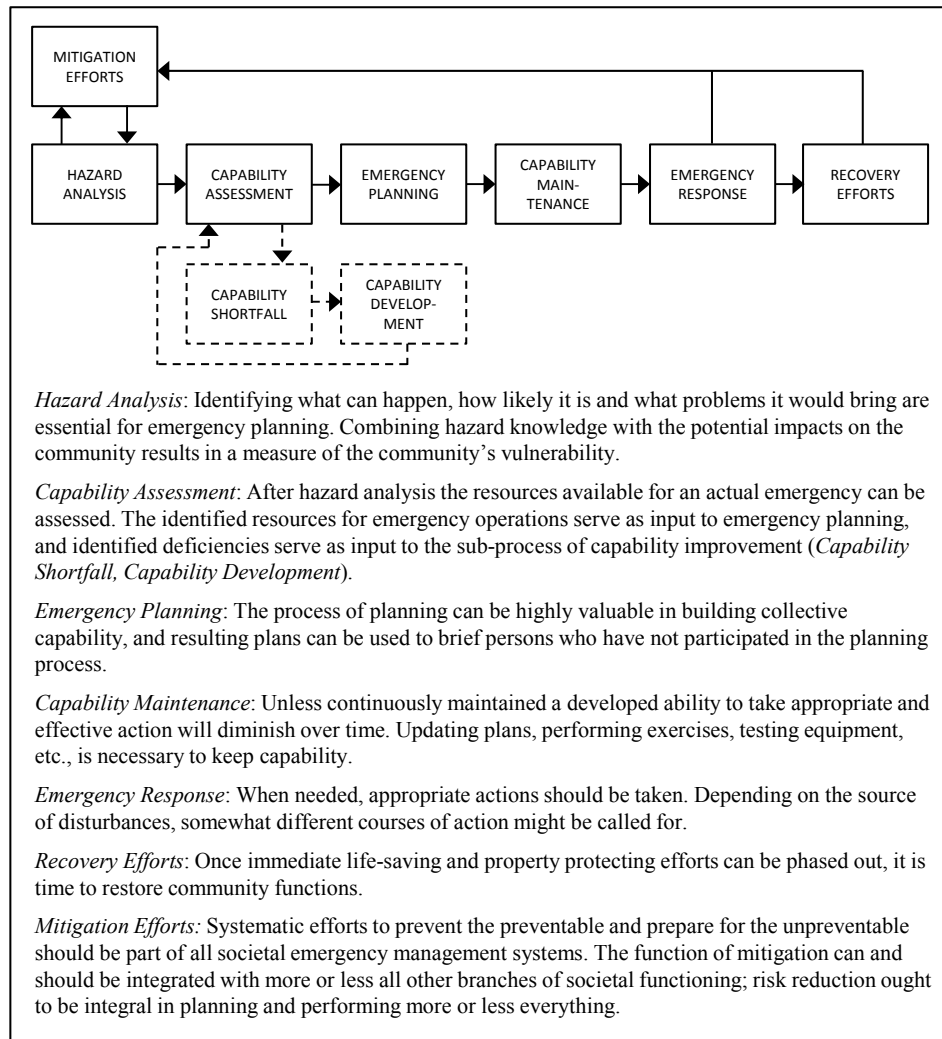 MITIGATION
EFFORTS
HAZARD
ANALYSIS
CAPABILITY
ASSESSMENT
EMERGENCY
PLANNING
CAPABILITY
MAIN-
TENANCE
EMERGENCY
RESPONSE
RECOVERY
EFFORTS
CAPABILITY
SHORTFALL
CAPABILITY
DEVELOP-
MENT
Hazard Analysis: Identifying what can happen, how likely it is and what problems it would bring are
essential for emergency planning. Combining hazard knowledge with the potential impacts on the
community results in a measure of the community’s vulnerability.
Capability Assessment: After hazard analysis the resources available for an actual emergency can be
assessed. The identified resources for emergency operations serve as input to emergency planning,
and identified deficiencies serve as input to the sub-process of capability improvement (Capability
Shortfall, Capability Development).
Emergency Planning: The process of planning can be highly valuable in building collective
capability, and resulting plans can be used to brief persons who have not participated in the planning
process.
Capability Maintenance: Unless continuously maintained a developed ability to take appropriate and
effective action will diminish over time. Updating plans, performing exercises, testing equipment,
etc., is necessary to keep capability.
Emergency Response: When needed, appropriate actions should be taken. Depending on the source
of disturbances, somewhat different courses of action might be called for.
Recovery Efforts: Once immediate life-saving and property protecting efforts can be phased out, it is
time to restore community functions.
Mitigation Efforts: Systematic efforts to prevent the preventable and prepare for the unpreventable
should be part of all societal emergency management systems. The function of mitigation can and
should be integrated with more or less all other branches of societal functioning; risk reduction ought
to be integral in planning and performing more or less everything.